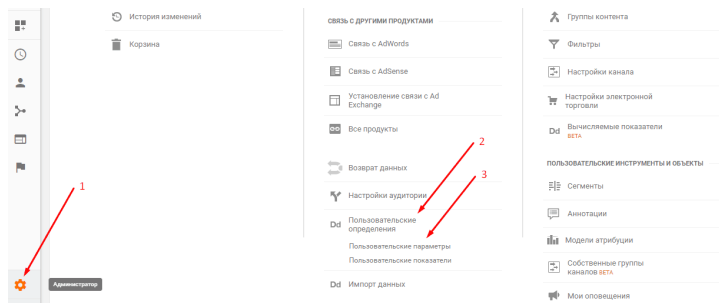 История изменений
Корзина
1
Администратор
СВЯЗЬ С ДРУГИМИ ПРОДУКТАМИ
Связь с AdWords
Связь с AdSense
Установление связи с Ad
Exchange
Все продукты
2
3
Возврат данных
Настройки аудитории
Dd Пользовательские
определения
Пользовательские параметры
Пользовательские показатели
Dd Импорт данных
Группы контента
Фильтры
Настройки канала
Настройки электронной
торговли
Dd Вычисляемые показатели
BETA
ПОЛЬЗОВАТЕЛЬСКИЕ ИНСТРУМЕНТЫ И ОБЪЕКТЫ
Сегменты
Аннотации
Модели атрибуции
Собственные группы
каналов BETA
Мои оповещения